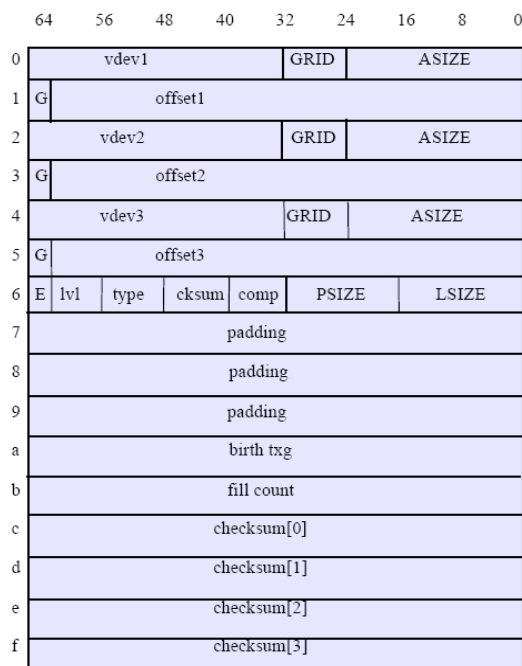 64 56 48 40 32 24 16 8 0
0 vdev1 GRID ASIZE
1 G offset1
2 vdev2 GRID ASIZE
3 G offset2
4 vdev3 GRID ASIZE
5 G offset3
6 E lvl type cksum comp PSIZE LSIZE
7 padding
8 padding
9 padding
a birth txg
b fill count
c checksum[0]
d checksum[1]
e checksum[2]
f checksum[3]